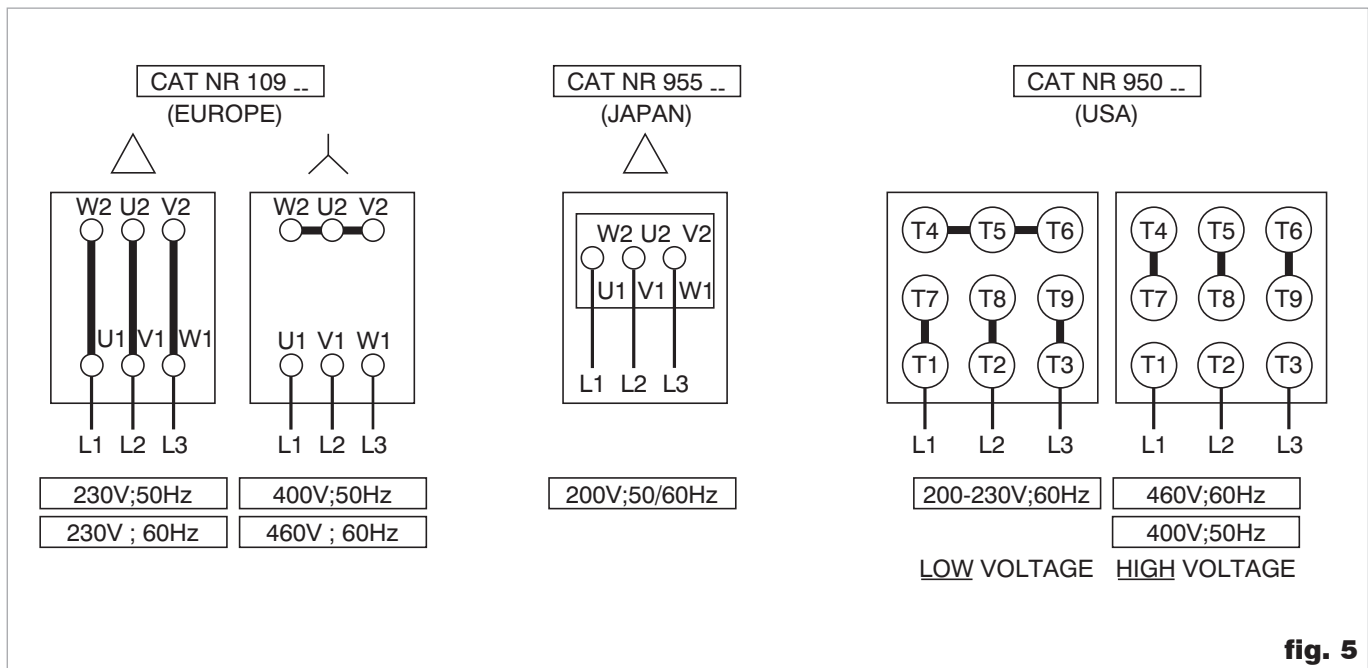 CAT NR 109 _ _
(EUROPE)
W2 U2 V2
U1 V1 W1
L1 L2 L3
230V;50Hz
230V ; 60Hz
W2 U2 V2
U1 V1 W1
L1 L2 L3
400V;50Hz
460V ; 60Hz
CAT NR 955 _ _
(JAPAN)
W2 U2 V2
U1 V1 W1
L1 L2 L3
200V;50/60Hz
CAT NR 950 _ _
(USA)
T4 T5 T6
T7 T8 T9
T1 T2 T3
L1 L2 L3
200-230V;60Hz
LOW VOLTAGE
T4 T5 T6
T7 T8 T9
T1 T2 T3
L1 L2 L3
460V;60Hz
400V;50Hz
HIGH VOLTAGE
fig. 5